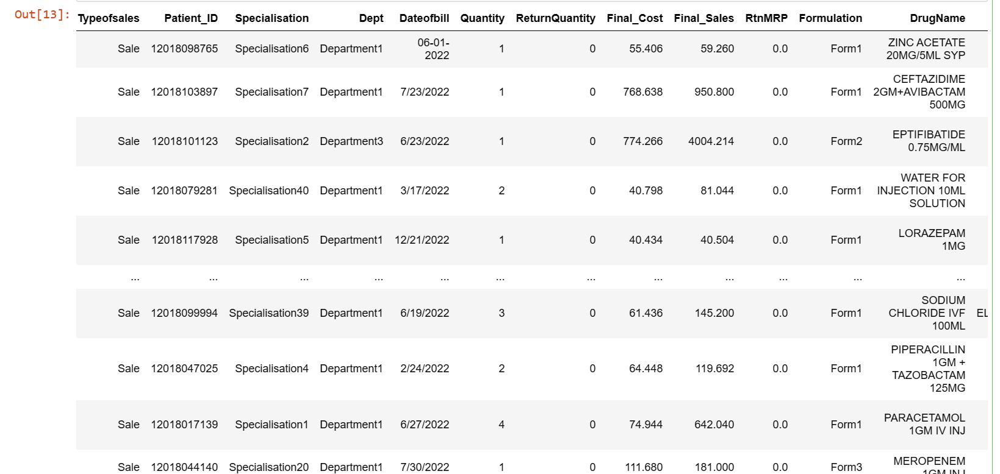 Out[13]:
Typeofsales Patient_ID Specialisation Dept Dateofbill Quantity ReturnQuantity Final_Cost Final_Sales RtnMRP Formulation DrugName
Sale 12018098765 Specialisation6 Department1 06-01-2022 1 0 55.406 59.260 0.0 Form1 ZINC ACETATE 20MG/5ML SYP
Sale 12018103897 Specialisation7 Department1 7/23/2022 1 0 768.638 950.800 0.0 Form1 CEFTAZIDIME 2GM+AVIBACTAM 500MG
Sale 12018101123 Specialisation2 Department3 6/23/2022 1 0 774.266 4004.214 0.0 Form2 EPTIFIBATIDE 0.75MG/ML
Sale 12018079281 Specialisation40 Department1 3/17/2022 2 0 40.798 81.044 0.0 Form1 WATER FOR INJECTION 10ML SOLUTION
Sale 12018117928 Specialisation5 Department1 12/21/2022 1 0 40.434 40.504 0.0 Form1 LORAZEPAM 1MG
... ... ... ... ... ... ... ... ... ... ... ...
Sale 12018099994 Specialisation39 Department1 6/19/2022 3 0 61.436 145.200 0.0 Form1 SODIUM CHLORIDE IVF 100ML EL
Sale 12018047025 Specialisation4 Department1 2/24/2022 2 0 64.448 119.692 0.0 Form1 PIPERACILLIN 1GM + TAZOBACTAM 125MG
Sale 12018017139 Specialisation1 Department1 6/27/2022 4 0 74.944 642.040 0.0 Form1 PARACETAMOL 1GM IV INJ
Sale 12018044140 Specialisation20 Department1 7/30/2022 1 0 111.680 181.000 0.0 Form3 MEROPENEM 1GM INJ